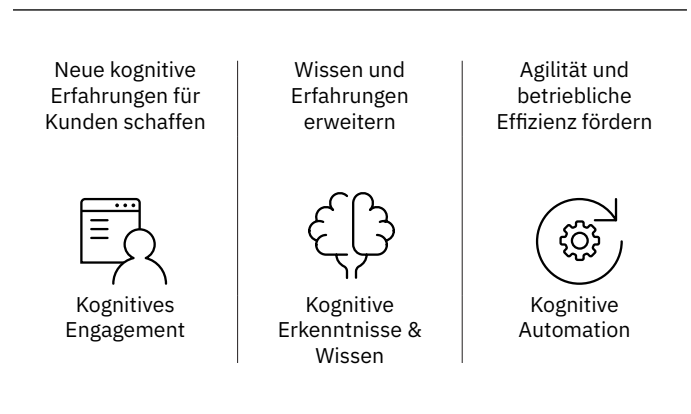 Neue kognitive
Erfahrungen für
Kunden schaffen
Wissen und
Erfahrungen
erweitern
Agilität und
betriebliche
Effizienz fördern
Kognitives
Engagement
Kognitive
Erkenntnisse &
Wissen
Kognitive
Automation